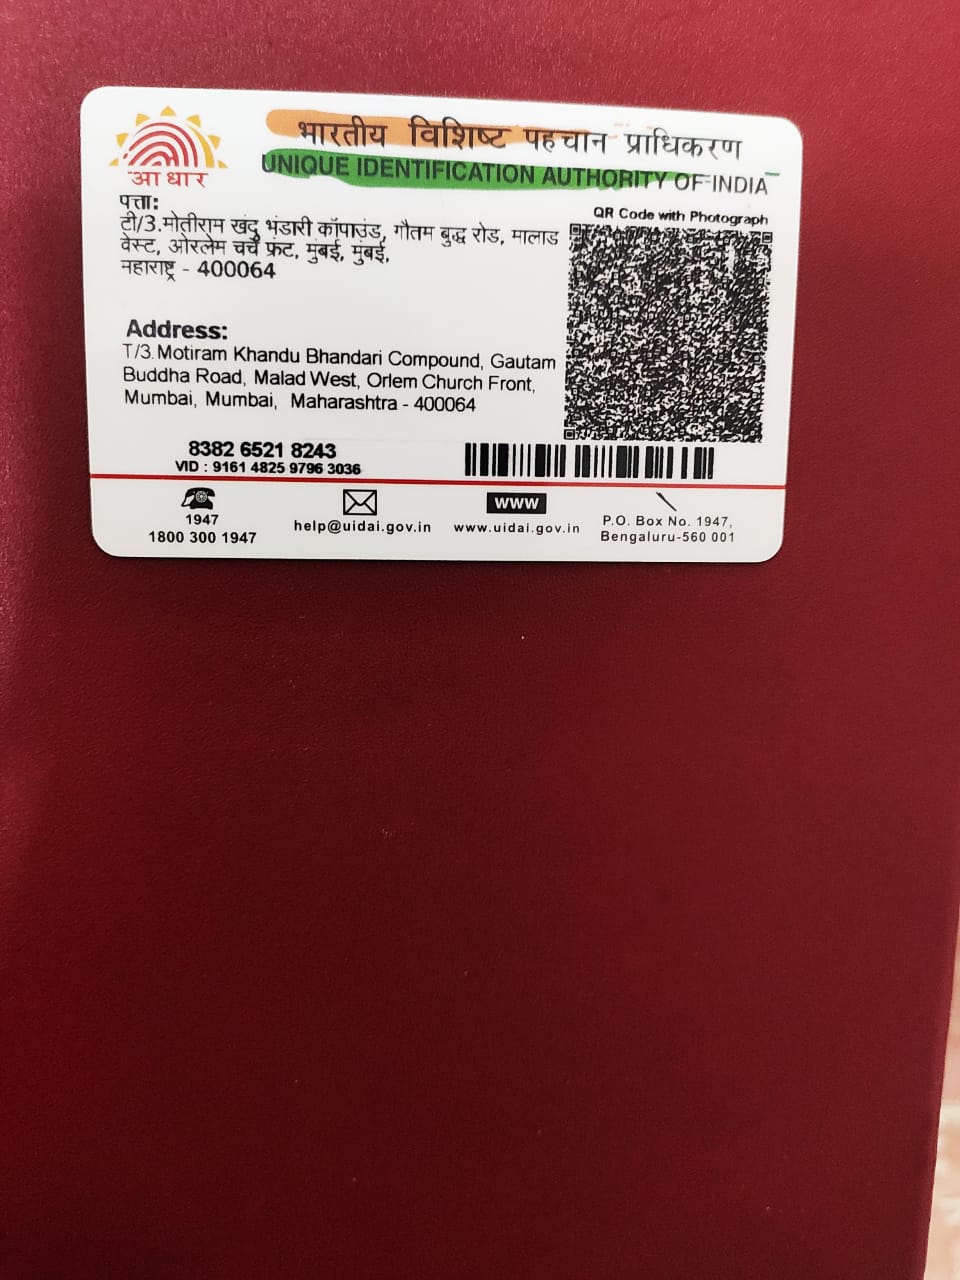 भारतीय विशिष्ट पहचान प्राधिकरण
UNIQUE IDENTIFICATION AUTHORITY OF INDIA
आधार
QR Code with Photograph
पत्ता:
टी/3.मोतीराम खंदु भंडारी कॉपाउंड, गौतम बुद्ध रोड, मालाड
वेस्ट, ओरलेम चर्च फ्रंट, मुंबई, मुंबई,
महाराष्ट्र - 400064
Address:
T/3.Motiram Khandu Bhandari Compound, Gautam
Buddha Road, Malad West, Orlem Church Front,
Mumbai, Mumbai, Maharashtra - 400064
8382 6521 8243
VID : 9161 4825 9796 3036
1947
1800 300 1947
help@uidai.gov.in
www
www.uidai.gov.in
P.O. Box No. 1947,
Bengaluru-560 001